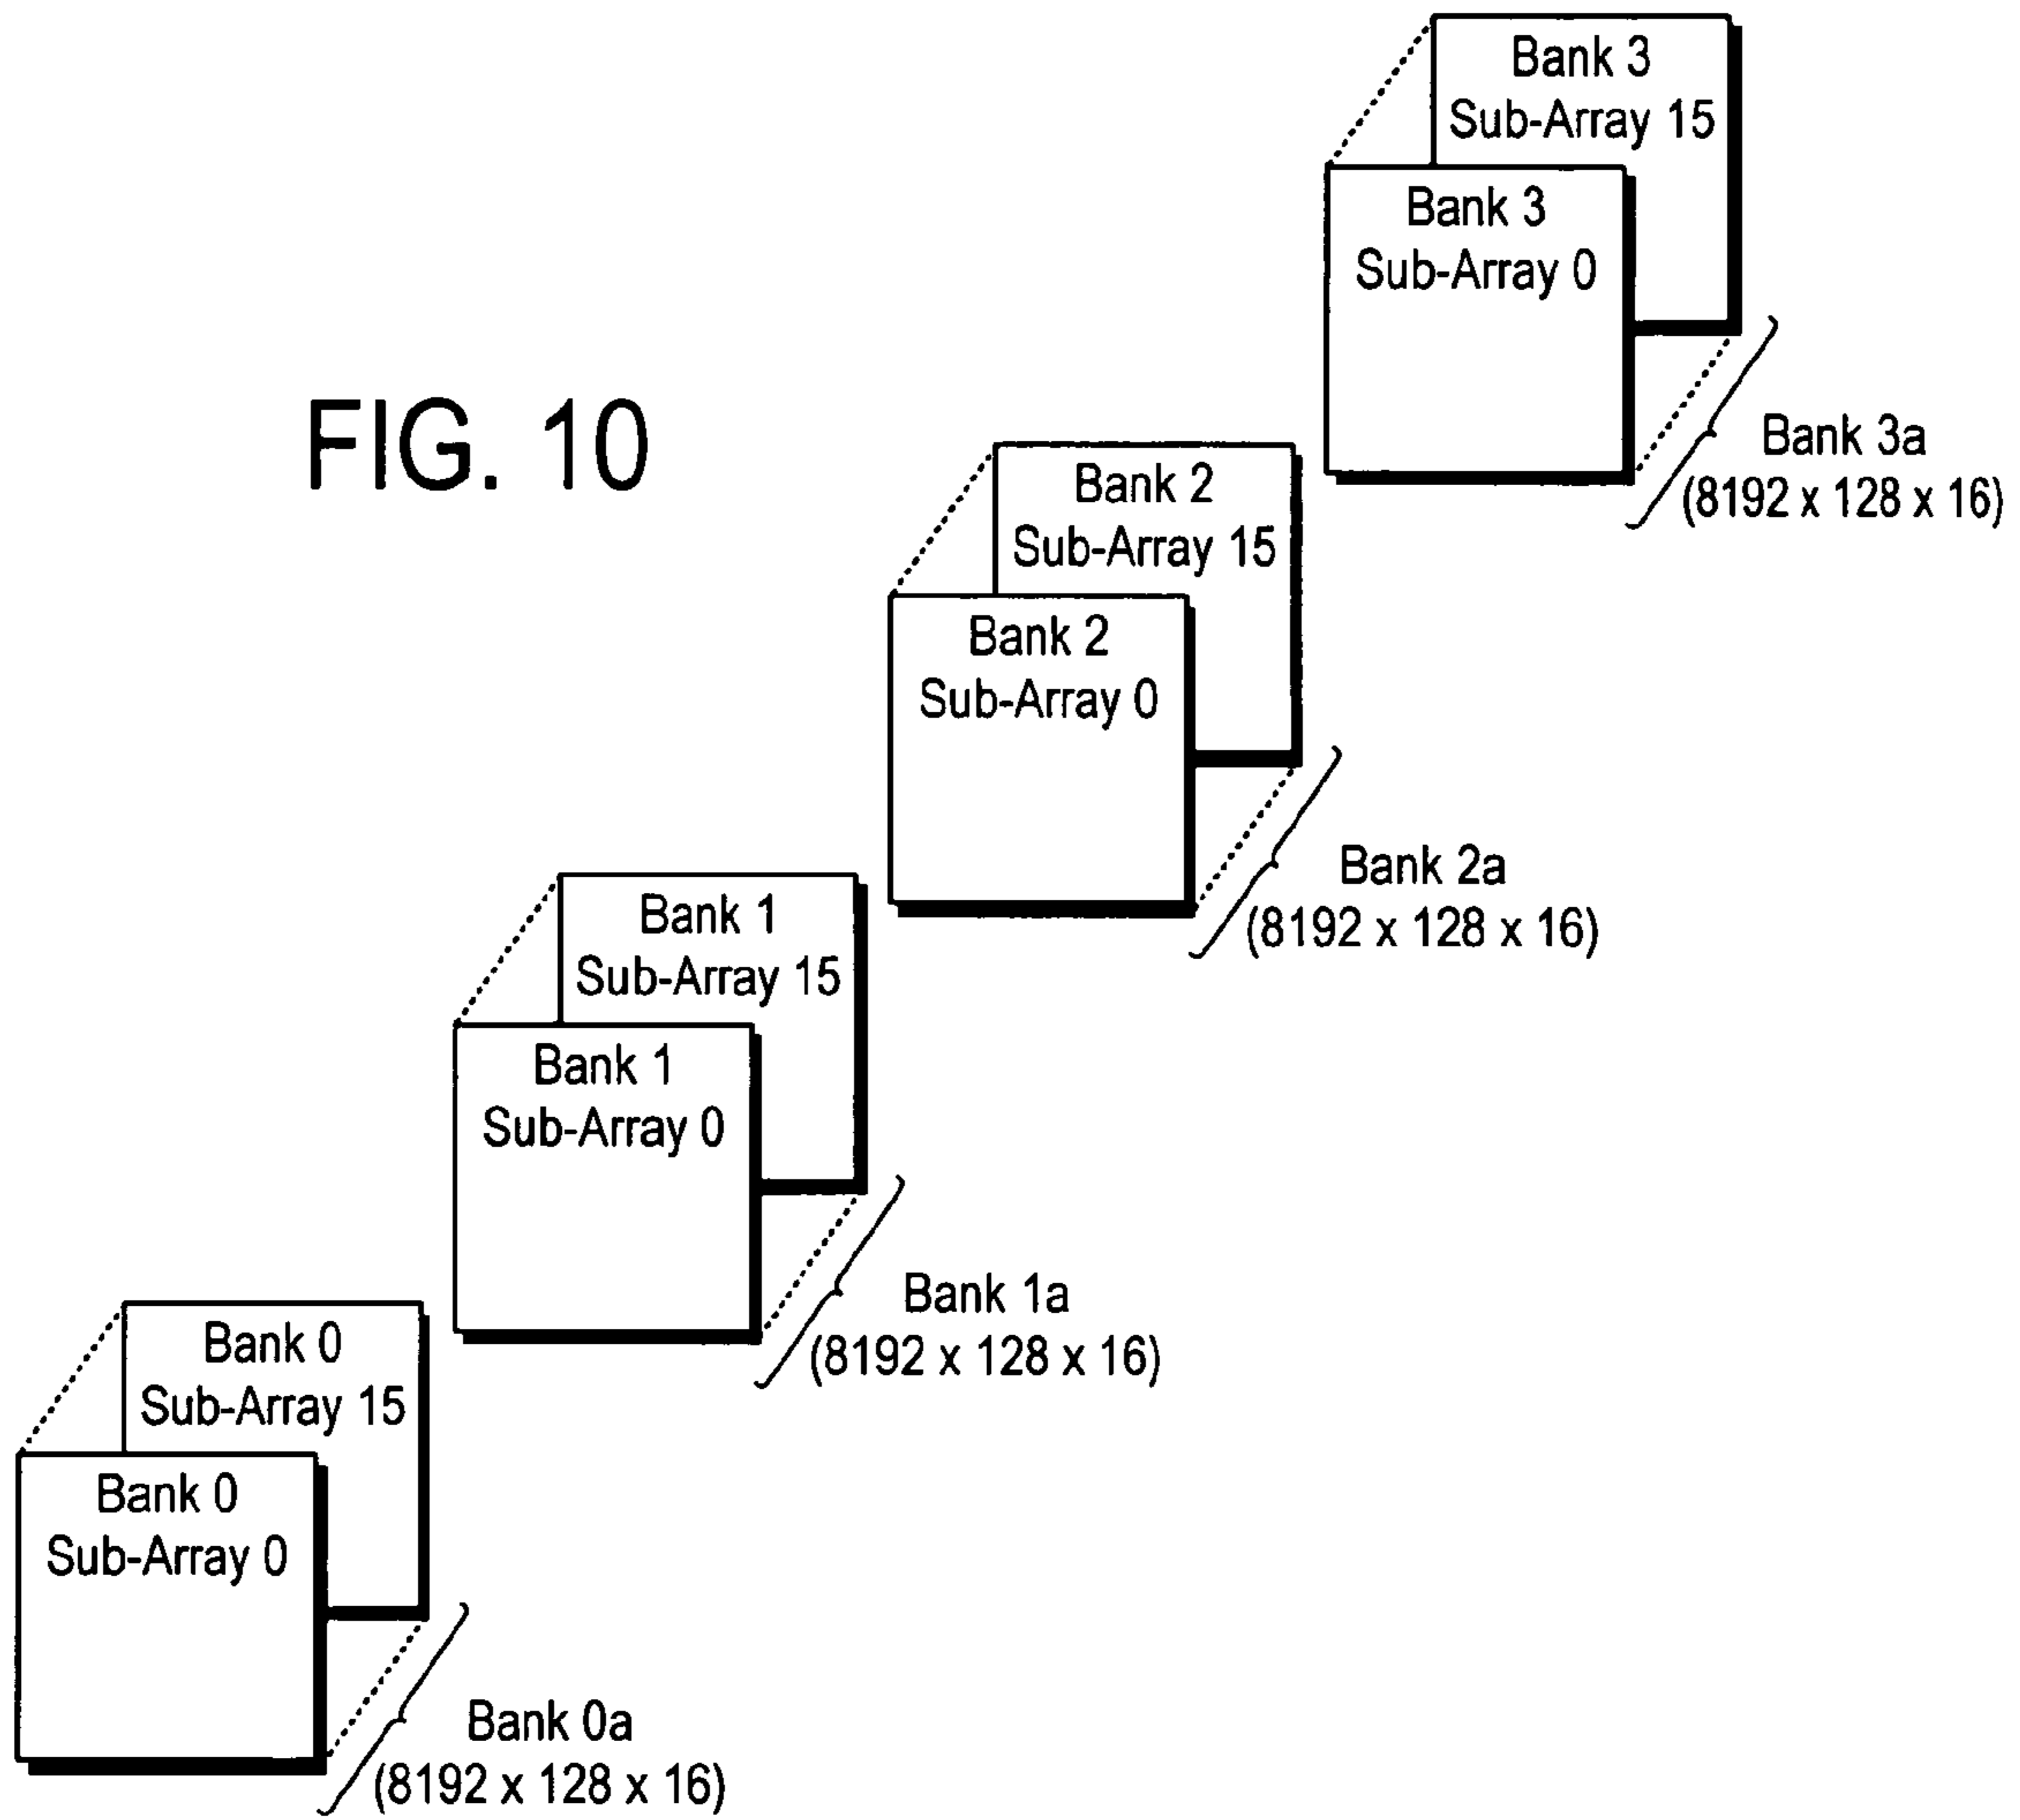 Bank 3
Sub-Array 15
Bank 3
Sub-Array 0
Bank 3a
(8192 x 128 x 16)
FIG. 10
Bank 2
Sub-Array 15
Bank 2
Sub-Array 0
Bank 2a
(8192 x 128 x 16)
Bank 1
Sub-Array 15
Bank 1
Sub-Array 0
Bank 1a
(8192 x 128 x 16)
Bank 0
Sub-Array 15
Bank 0
Sub-Array 0
Bank 0a
(8192 x 128 x 16)